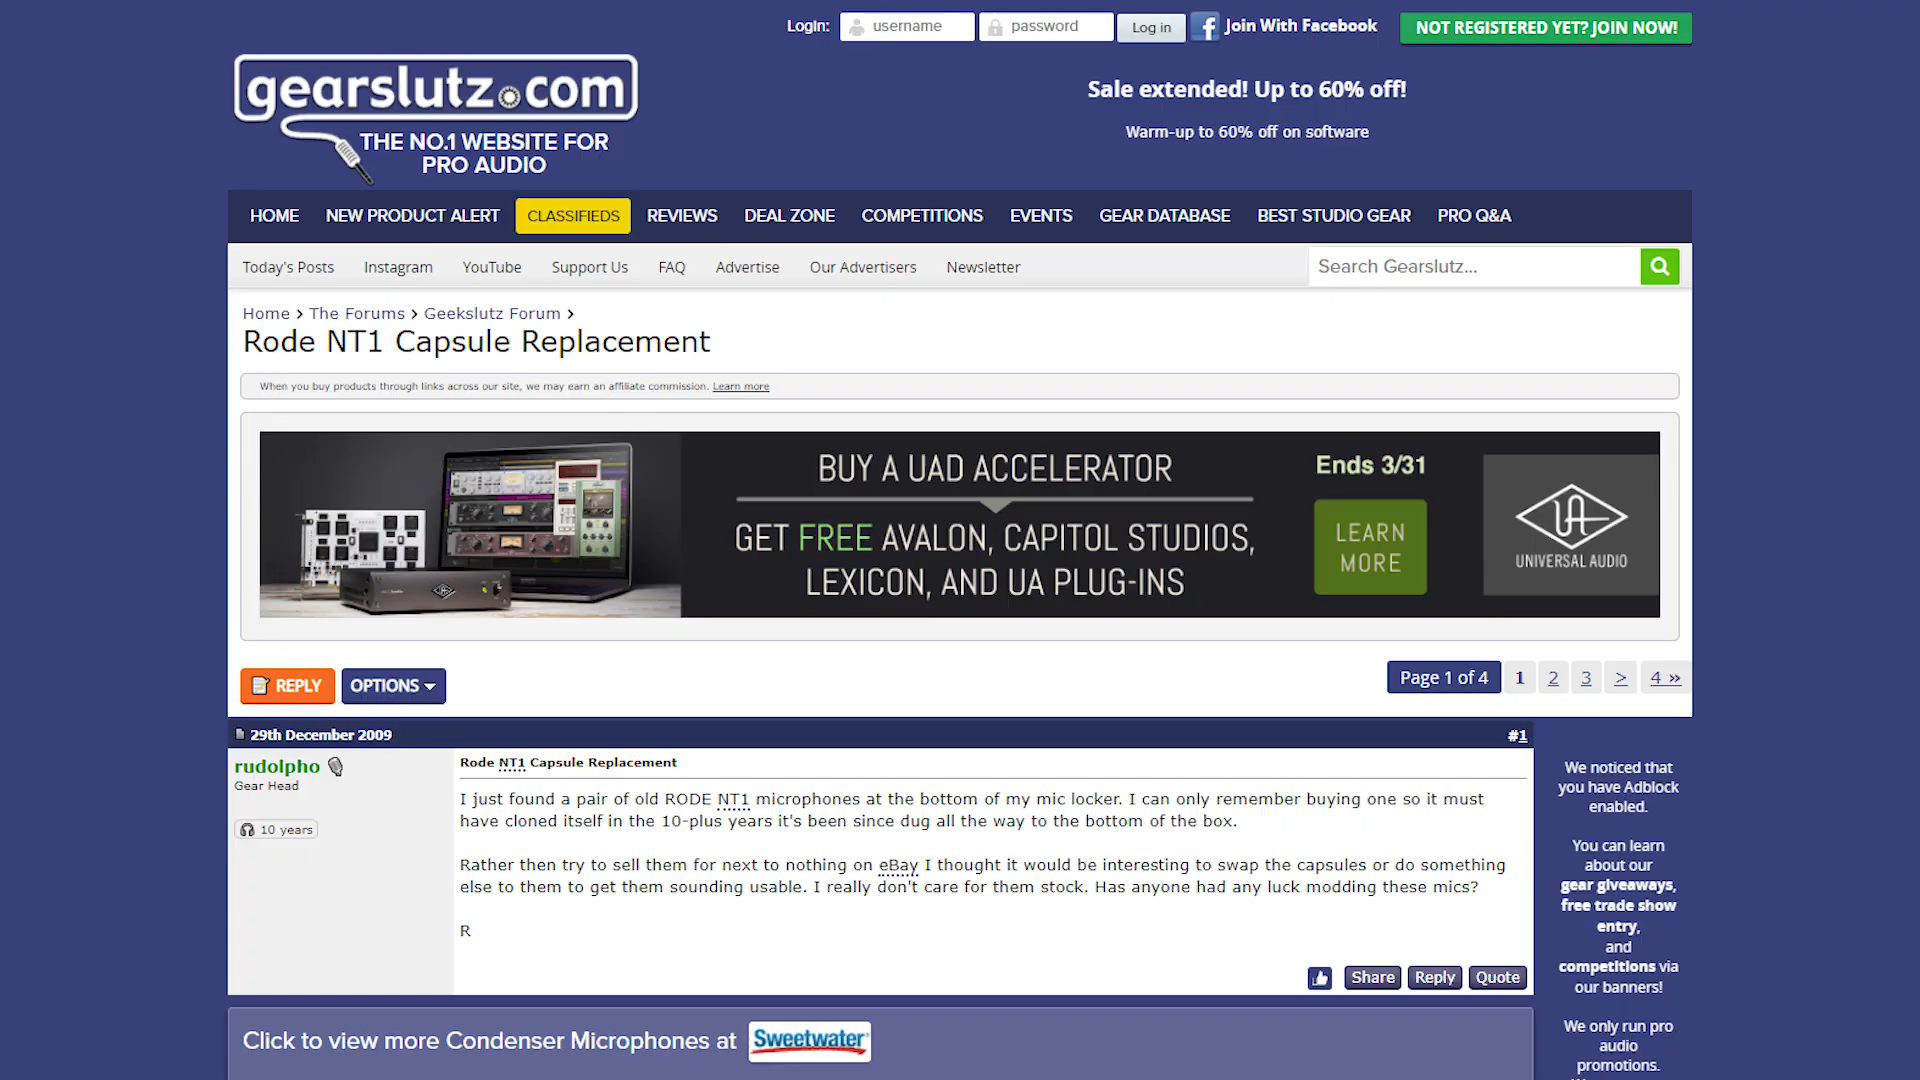 Login: username password Log in Join With Facebook NOT REGISTERED YET? JOIN NOW!
gearslutz.com
THE NO.1 WEBSITE FOR
PRO AUDIO
Sale extended! Up to 60% off!
Warm-up to 60% off on software
HOME NEW PRODUCT ALERT CLASSIFIEDS REVIEWS DEAL ZONE COMPETITIONS EVENTS GEAR DATABASE BEST STUDIO GEAR PRO Q&A
Today's Posts Instagram YouTube Support Us FAQ Advertise Our Advertisers Newsletter Search Gearslutz...
Home > The Forums > Geekslutz Forum >
Rode NT1 Capsule Replacement
When you buy products through links across our site, we may earn an affiliate commission. Learn more
BUY A UAD ACCELERATOR
GET FREE AVALON, CAPITOL STUDIOS,
LEXICON, AND UA PLUG-INS
Ends 3/31
LEARN
MORE
UNIVERSAL AUDIO
REPLY OPTIONS
Page 1 of 4 1 2 3 > 4 »
29th December 2009 #1
rudolpho
Gear Head
10 years
Rode NT1 Capsule Replacement
I just found a pair of old RODE NT1 microphones at the bottom of my mic locker. I can only remember buying one so it must
have cloned itself in the 10-plus years it's been since dug all the way to the bottom of the box.
Rather then try to sell them for next to nothing on eBay I thought it would be interesting to swap the capsules or do something
else to them to get them sounding usable. I really don't care for them stock. Has anyone had any luck modding these mics?
R
Share Reply Quote
We noticed that
you have Adblock
enabled.
You can learn
about our
gear giveaways,
free trade show
entry,
and
competitions via
our banners!
We only run pro
audio
promotions.
Click to view more Condenser Microphones at Sweetwater